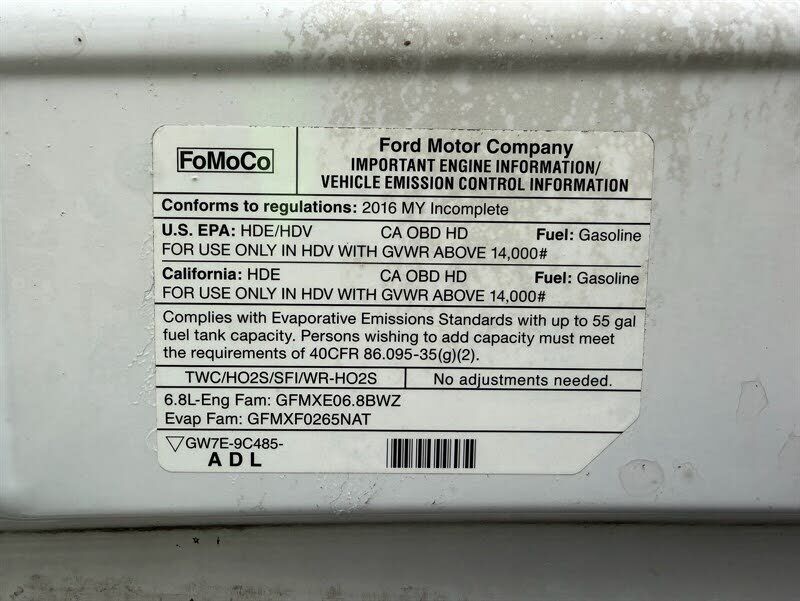 FoMoCo
Ford Motor Company
IMPORTANT ENGINE INFORMATION/
VEHICLE EMISSION CONTROL INFORMATION
Conforms to regulations: 2016 MY Incomplete
U.S. EPA: HDE/HDV CA OBD HD Fuel: Gasoline
FOR USE ONLY IN HDV WITH GVWR ABOVE 14,000#
California: HDE CA OBD HD Fuel: Gasoline
FOR USE ONLY IN HDV WITH GVWR ABOVE 14,000#
Complies with Evaporative Emissions Standards with up to 55 gal
fuel tank capacity. Persons wishing to add capacity must meet
the requirements of 40CFR 86.095-35(g)(2).
TWC/HO2S/SFI/WR-HO2S No adjustments needed.
6.8L-Eng Fam: GFMXE06.8BWZ
Evap Fam: GFMXF0265NAT
▽GW7E-9C485-
A D L